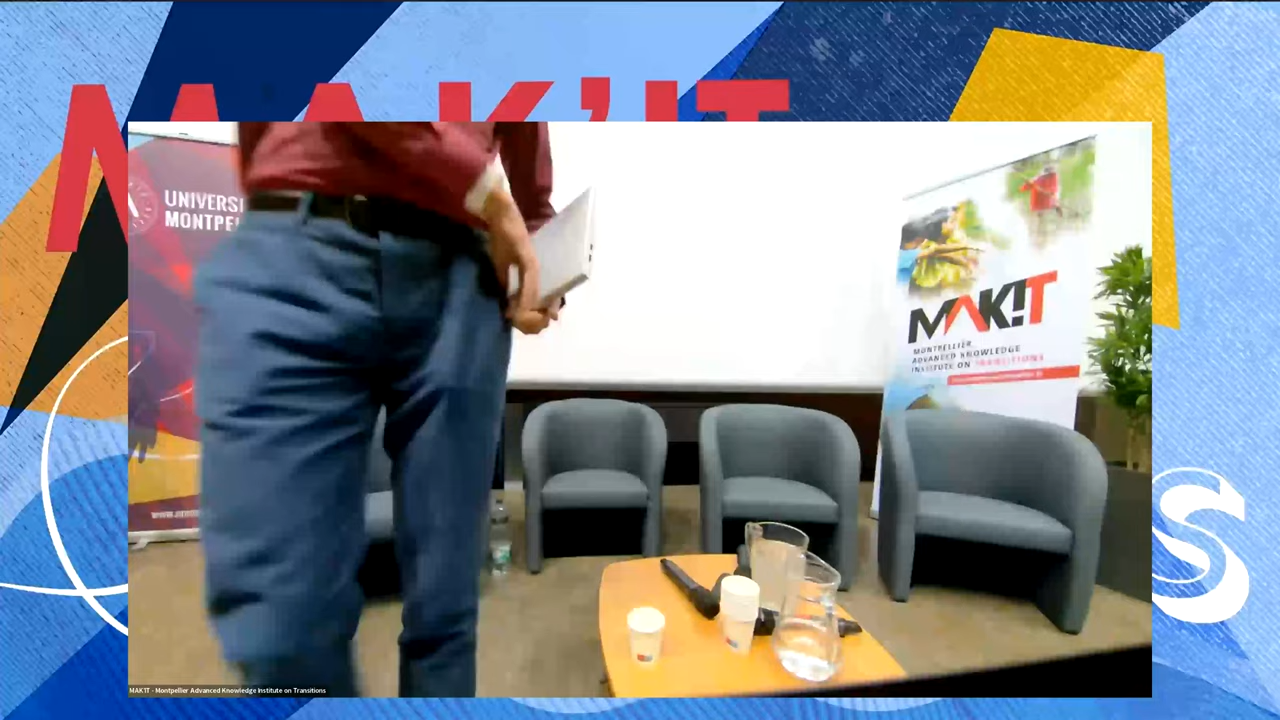 MAK'IT
UNIVERSI
MONTPEL
MAK!T
MONTPELLIER
ADVANCED KNOWLEDGE
INSTITUTE ON TRANSITIONS
S
MAK'IT - Montpellier Advanced Knowledge Institute on Transitions